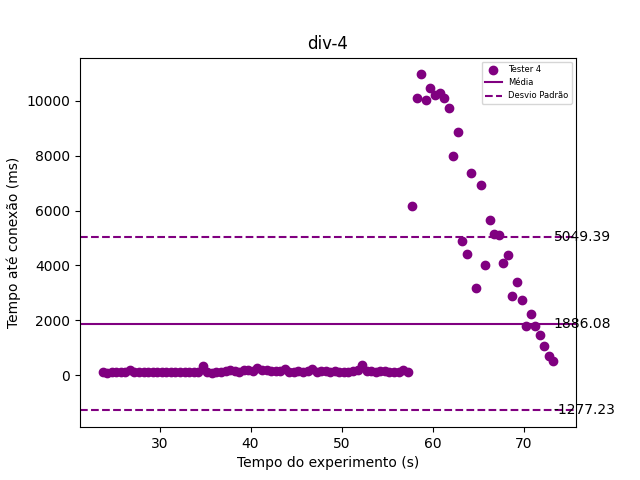 div-4
Tester 4
Média
Desvio Padrão
10000
8000
6000
4000
2000
0
5049.39
1886.08
-1277.23
30
40
50
60
70
Tempo até conexão (ms)
Tempo do experimento (s)